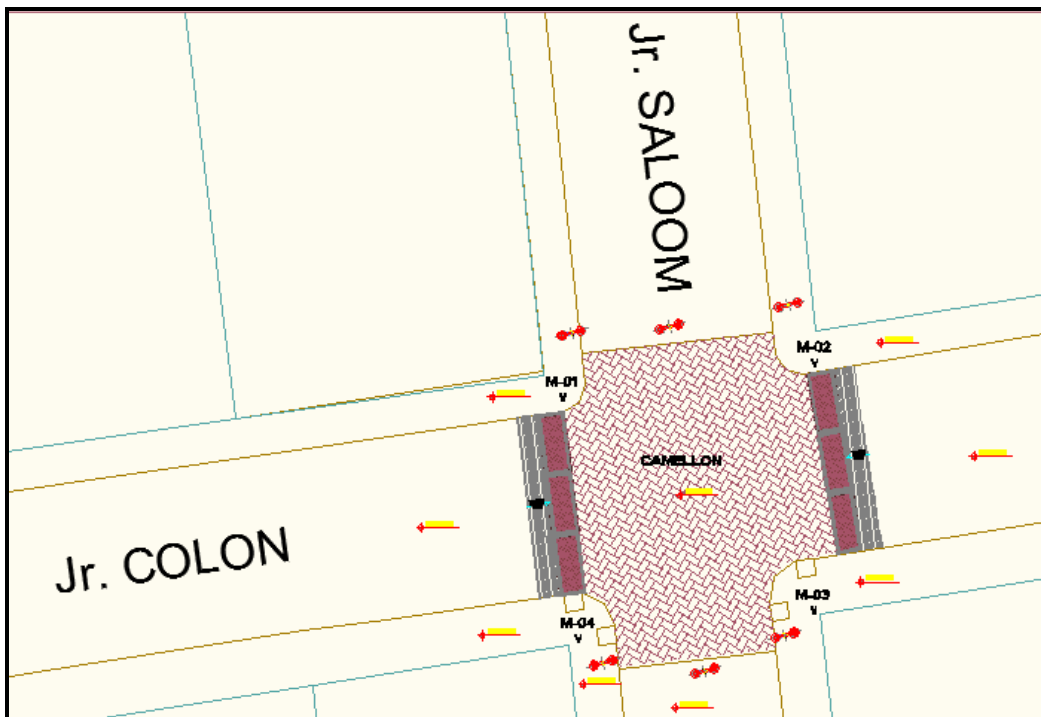 Jr. SALOOM
M-02
V
M-01
V
CAMELLON
Jr. COLON
M-03
V
M-04
V